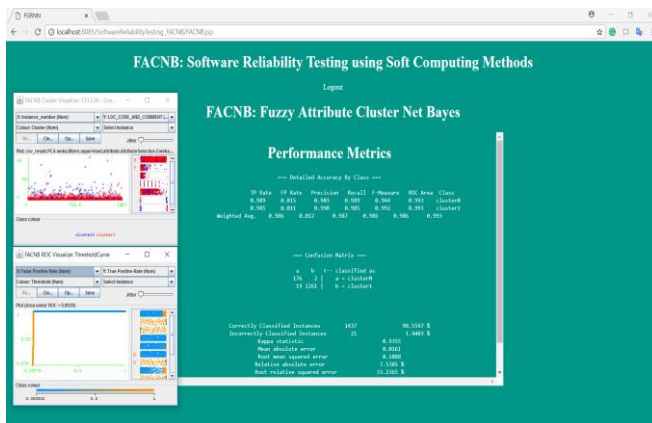 FGRNN
localhost:8085/SoftwareReliabilityTesting_FACNB/FACNB.jsp
FACNB: Software Reliability Testing using Soft Computing Methods
Logout
FACNB: Fuzzy Attribute Cluster Net Bayes
Performance Metrics
=== Detailed Accuracy By Class ===
TP Rate FP Rate Precision Recall F-Measure ROC Area Class
0.989 0.015 0.903 0.989 0.944 0.993 cluster0
0.985 0.011 0.998 0.985 0.992 0.993 cluster1
Weighted Avg. 0.986 0.012 0.987 0.986 0.986 0.993
=== Confusion Matrix ===
a b <-- classified as
176 2 | a = cluster0
19 1261 | b = cluster1
Correctly Classified Instances 1437 98.5597 %
Incorrectly Classified Instances 21 1.4403 %
Kappa statistic 0.9355
Mean absolute error 0.0161
Root mean squared error 0.1088
Relative absolute error 7.5385 %
Root relative squared error 33.2365 %
X: Instance_number (Num)
Y: LOC_CODE_AND_COMMENT (
Colour: Cluster (Nom)
Select Instance
Save
Jitter
Class colour
cluster0 cluster1
FACNB ROC Visualize ThresholdCurve
X: False Positive Rate (Num)
Y: True Positive Rate (Num)
Colour: Threshold (Num)
Select Instance
Save
Jitter
Class colour
0.5
1